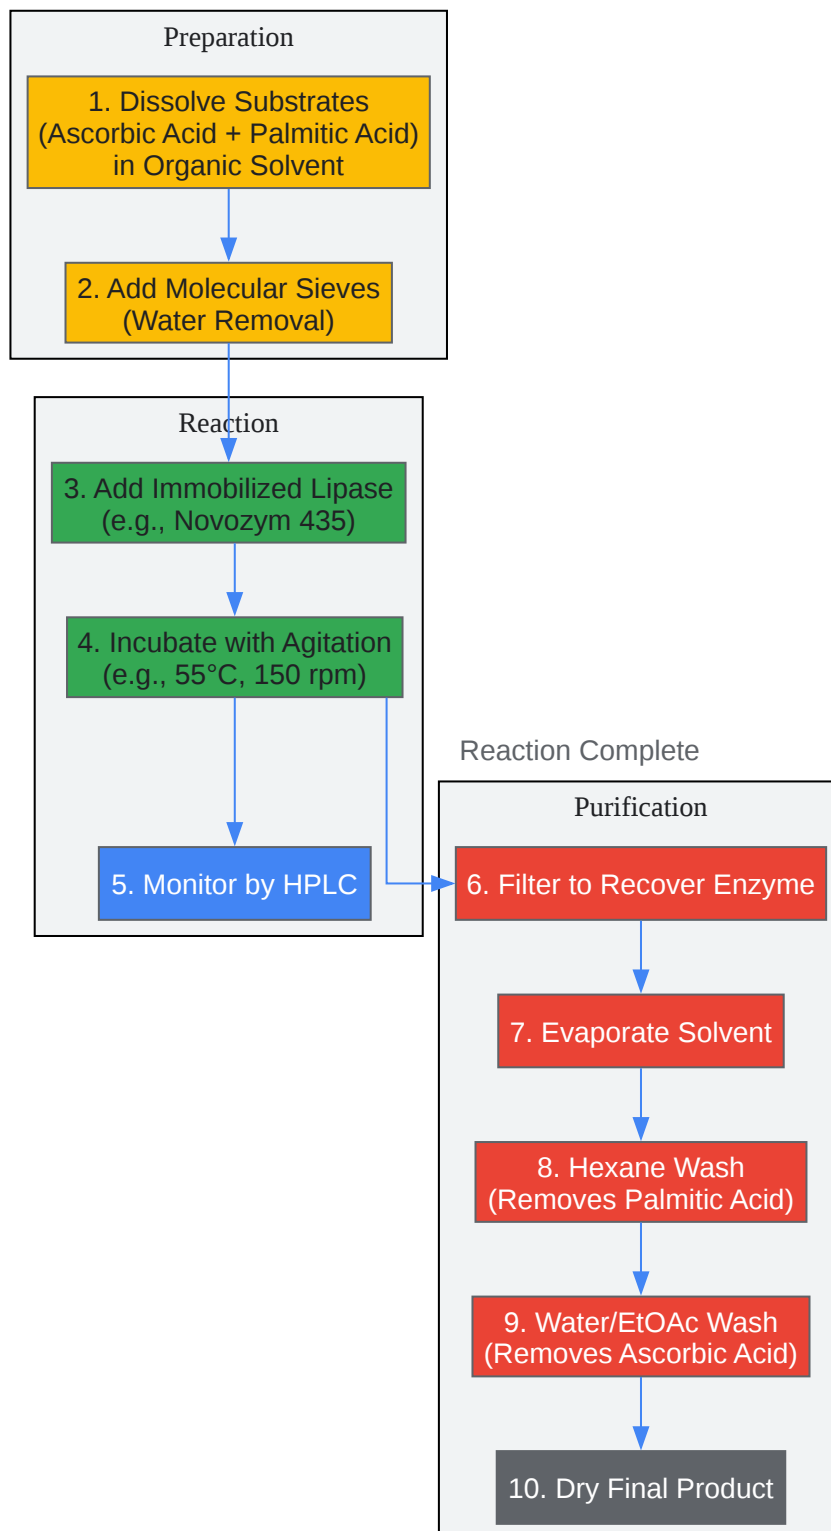 Preparation
1. Dissolve Substrates
(Ascorbic Acid + Palmitic Acid)
in Organic Solvent
2. Add Molecular Sieves
(Water Removal)
Reaction
3. Add Immobilized Lipase
(e.g., Novozym 435)
4. Incubate with Agitation
(e.g., 55°C, 150 rpm)
5. Monitor by HPLC
Reaction Complete
Purification
6. Filter to Recover Enzyme
7. Evaporate Solvent
8. Hexane Wash
(Removes Palmitic Acid)
9. Water/EtOAc Wash
(Removes Ascorbic Acid)
10. Dry Final Product